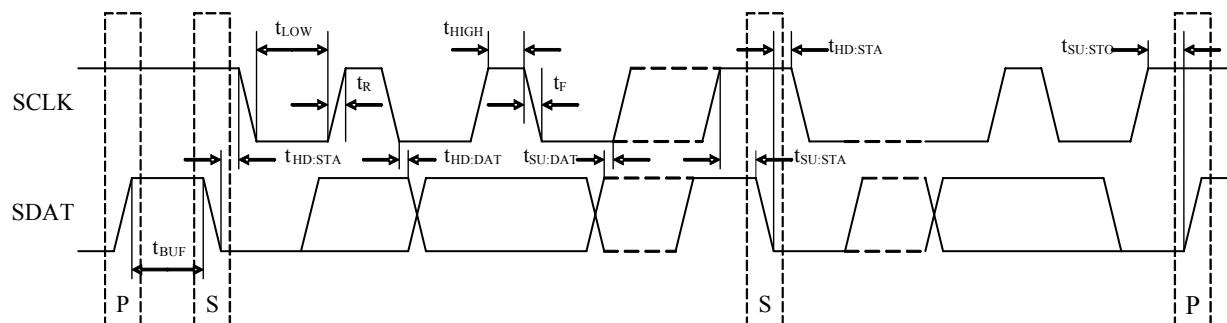 tLOW
tHIGH
tHD:STA
tSU:STO
tR
tF
SCLK
tHD:STA
tHD:DAT
tSU:DAT
tSU:STA
SDAT
tBUF
P
S
S
P